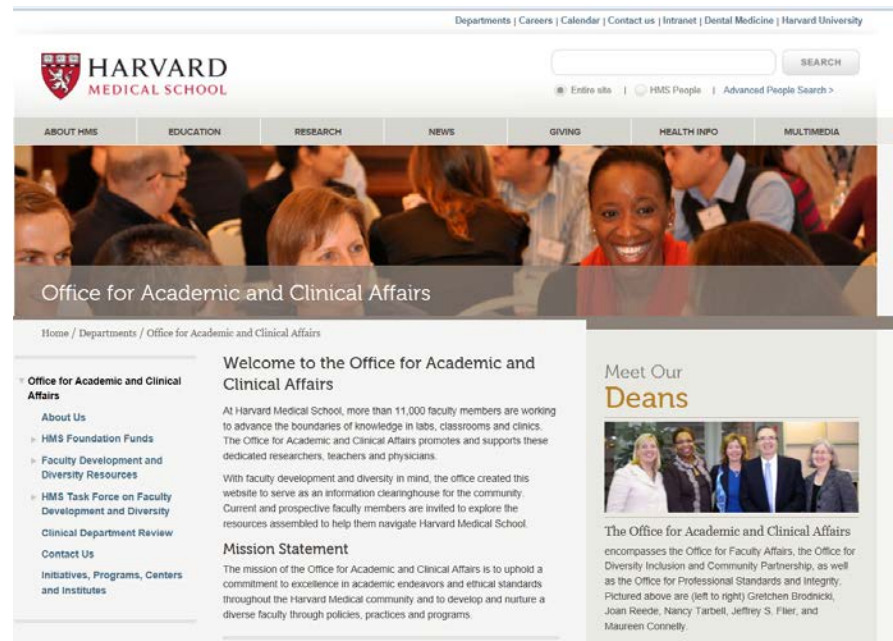 Departments | Careers | Calendar | Contact us | Intranet | Dental Medicine | Harvard University
HARVARD
MEDICAL SCHOOL
SEARCH
Entire site | HMS People | Advanced People Search >
ABOUT HMS EDUCATION RESEARCH NEWS GIVING HEALTH INFO MULTIMEDIA
Office for Academic and Clinical Affairs
Home / Departments / Office for Academic and Clinical Affairs
Office for Academic and Clinical
Affairs
About Us
HMS Foundation Funds
Faculty Development and
Diversity Resources
HMS Task Force on Faculty
Development and Diversity
Clinical Department Review
Contact Us
Initiatives, Programs, Centers
and Institutes
Welcome to the Office for Academic and
Clinical Affairs
At Harvard Medical School, more than 11,000 faculty members are working
to advance the boundaries of knowledge in labs, classrooms and clinics.
The Office for Academic and Clinical Affairs promotes and supports these
dedicated researchers, teachers and physicians.
With faculty development and diversity in mind, the office created this
website to serve as an information clearinghouse for the community.
Current and prospective faculty members are invited to explore the
resources assembled to help them navigate Harvard Medical School.
Mission Statement
The mission of the Office for Academic and Clinical Affairs is to uphold a
commitment to excellence in academic endeavors and ethical standards
throughout the Harvard Medical community and to develop and nurture a
diverse faculty through policies, practices and programs.
Meet Our
Deans
The Office for Academic and Clinical Affairs
encompasses the Office for Faculty Affairs, the Office for
Diversity Inclusion and Community Partnership, as well
as the Office for Professional Standards and Integrity.
Pictured above are (left to right) Gretchen Brodnicki,
Joan Reede, Nancy Tarbell, Jeffrey S. Flier, and
Maureen Connelly.